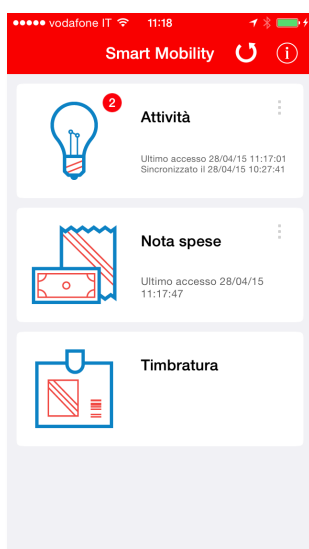 vodafone IT 11:18
Smart Mobility
2
Attività
Ultimo accesso 28/04/15 11:17:01
Sincronizzato il 28/04/15 10:27:41
Nota spese
Ultimo accesso 28/04/15
11:17:47
Timbratura